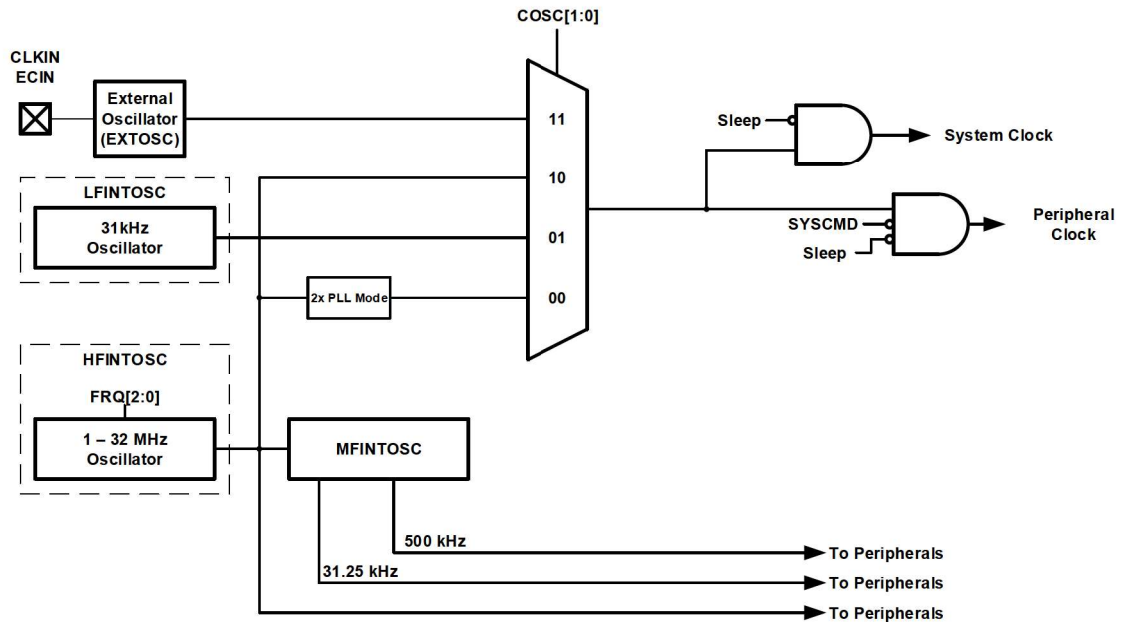 COSC[1:0]
CLKIN
ECIN
External
Oscillator
(EXTOSC)
11
Sleep
System Clock
LFINTOSC
10
31kHz
Oscillator
01
SYSCMD
Sleep
Peripheral
Clock
2x PLL Mode
00
HFINTOSC
FRQ[2:0]
1 – 32 MHz
Oscillator
MFINTOSC
500 kHz
To Peripherals
31.25 kHz
To Peripherals
To Peripherals